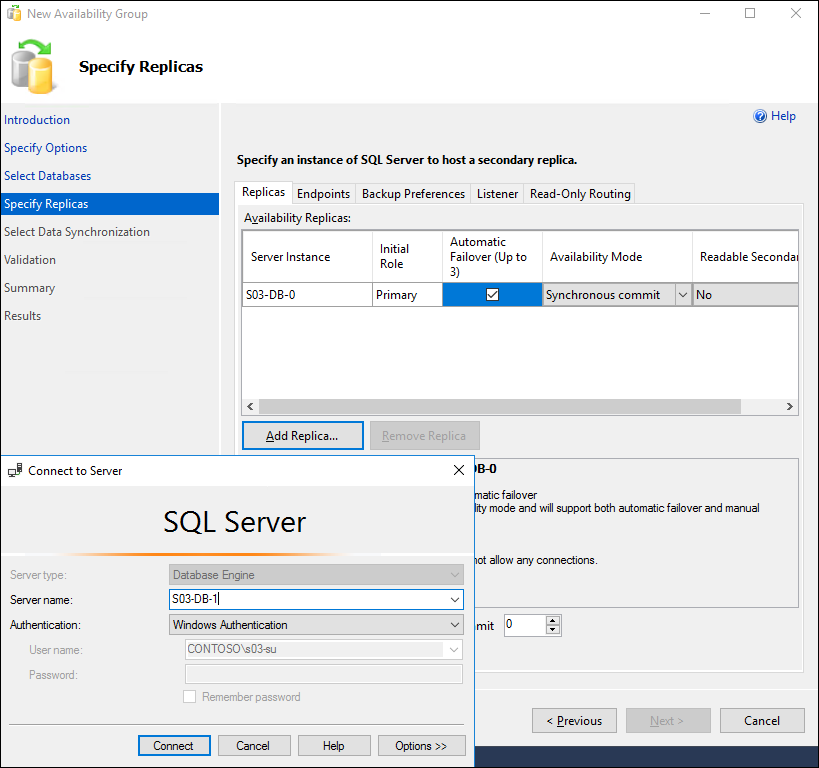 New Availability Group
Specify Replicas
Introduction
Specify Options
Select Databases
Specify Replicas
Select Data Synchronization
Validation
Summary
Results
Help
Specify an instance of SQL Server to host a secondary replica.
Replicas Endpoints Backup Preferences Listener Read-Only Routing
Availability Replicas:
Server Instance
Initial
Role
Automatic
Failover (Up to
3)
Availability Mode
Readable Secondar
S03-DB-0 Primary Synchronous commit No
Add Replica... Remove Replica
DB-0
matic failover
lity mode and will support both automatic failover and manual
not allow any connections.
mit 0
< Previous Next > Cancel
Connect to Server
SQL Server
Server type: Database Engine
Server name: S03-DB-1
Authentication: Windows Authentication
User name: CONTOSO\s03-su
Password:
Remember password
Connect Cancel Help Options >>